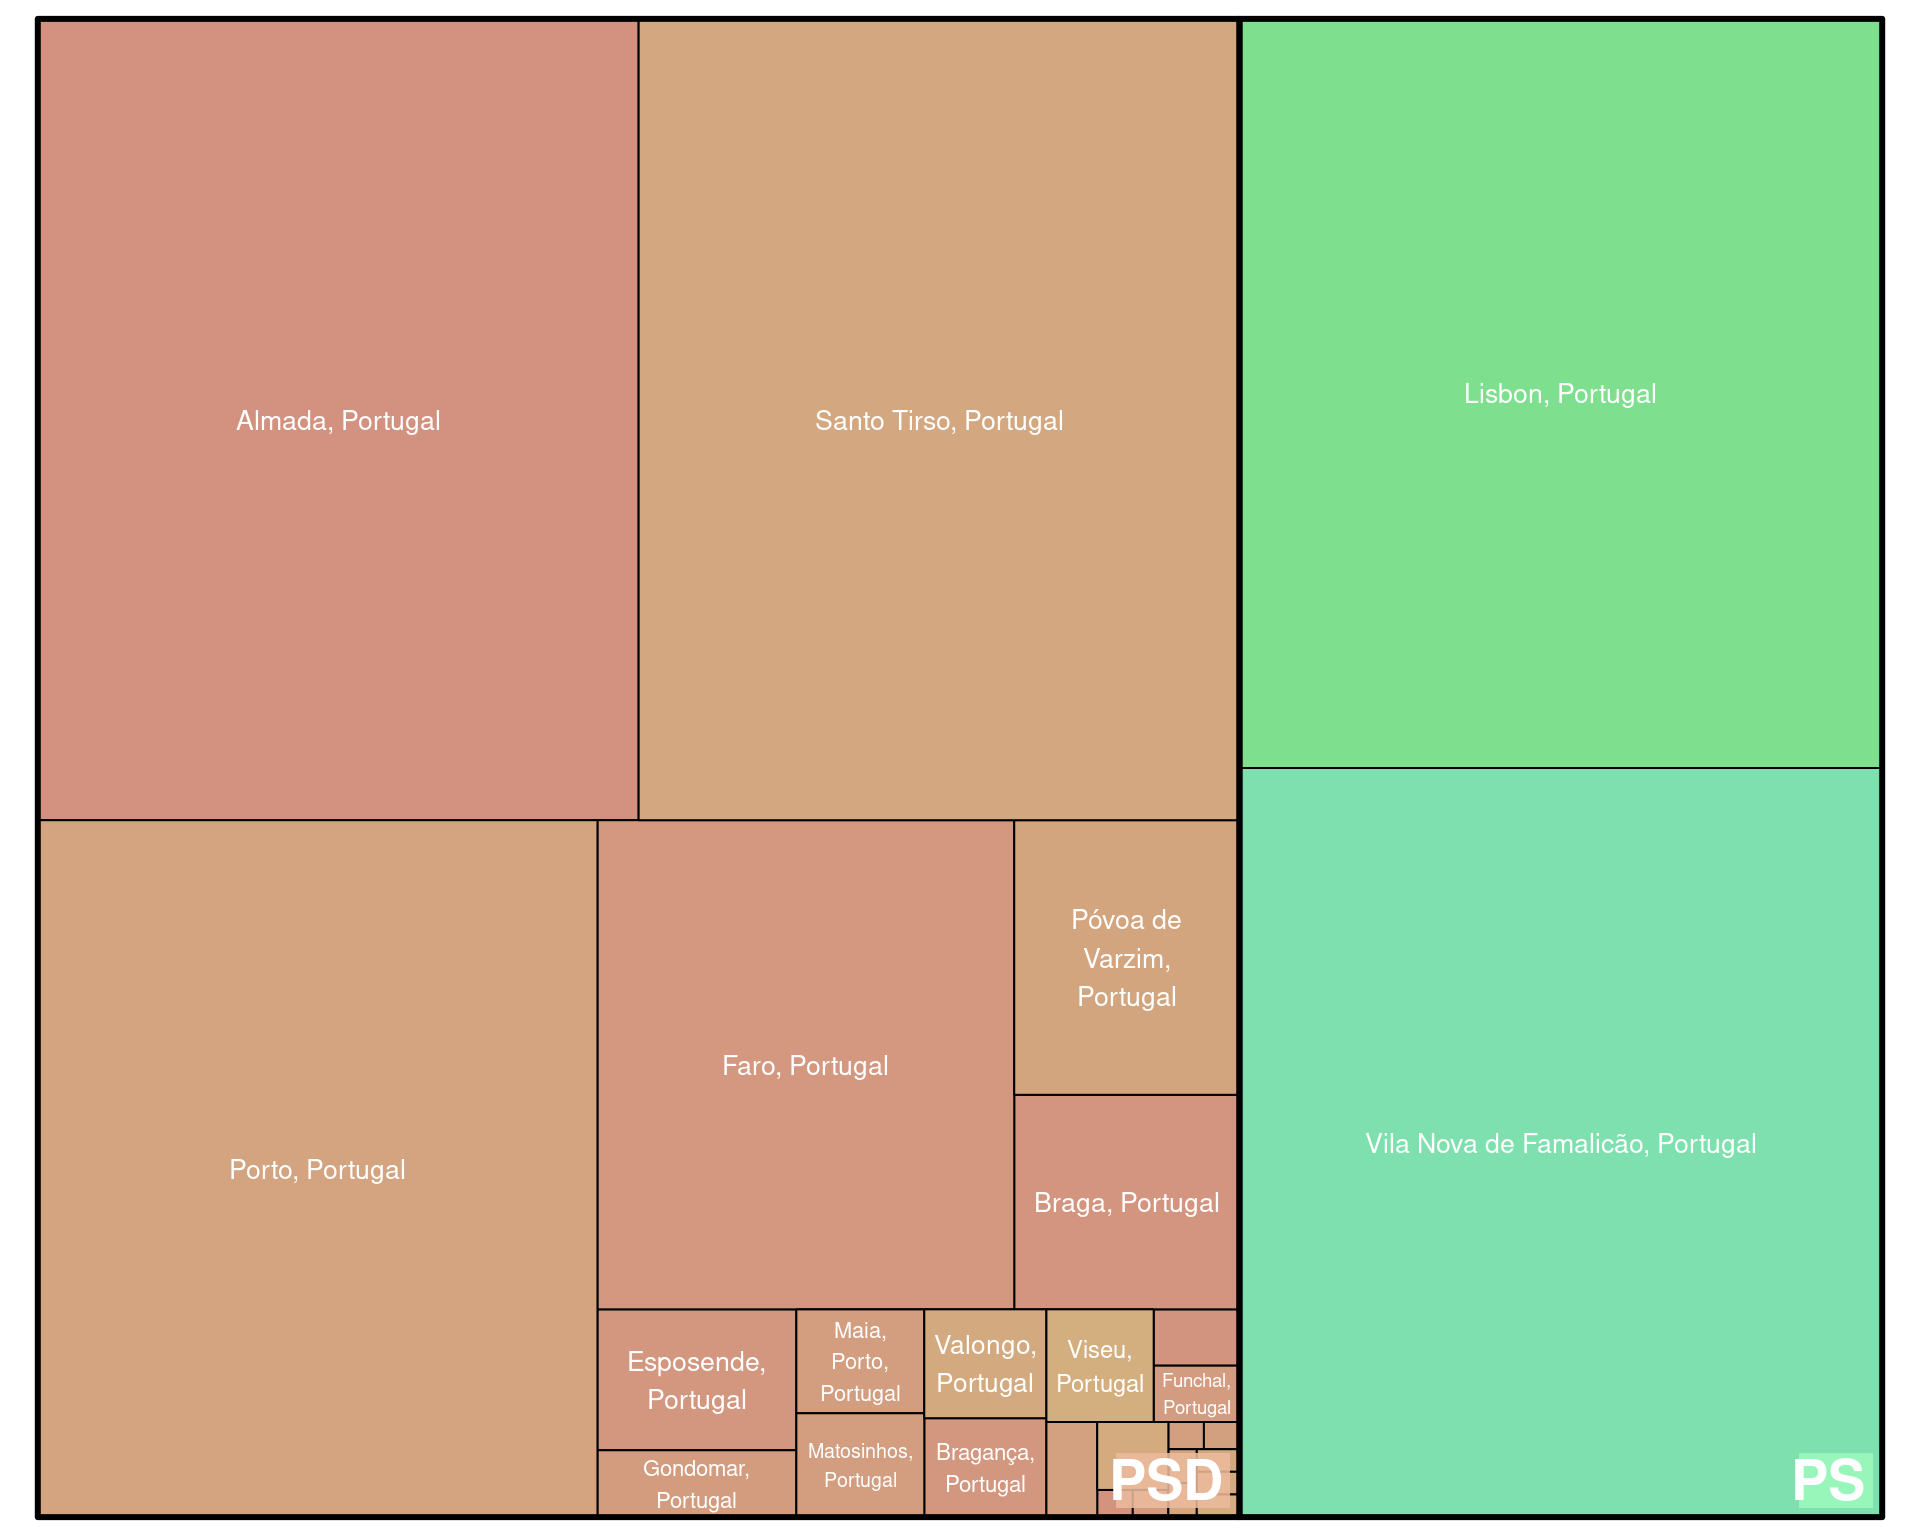 Almada, Portugal
Santo Tirso, Portugal
Lisbon, Portugal
Porto, Portugal
Faro, Portugal
Póvoa de
Varzim,
Portugal
Braga, Portugal
Vila Nova de Famalicão, Portugal
Esposende,
Portugal
Gondomar,
Portugal
Maia,
Porto,
Portugal
Matosinhos,
Portugal
Valongo,
Portugal
Bragança,
Portugal
Viseu,
Portugal
Funchal,
Portugal
PSD
PS